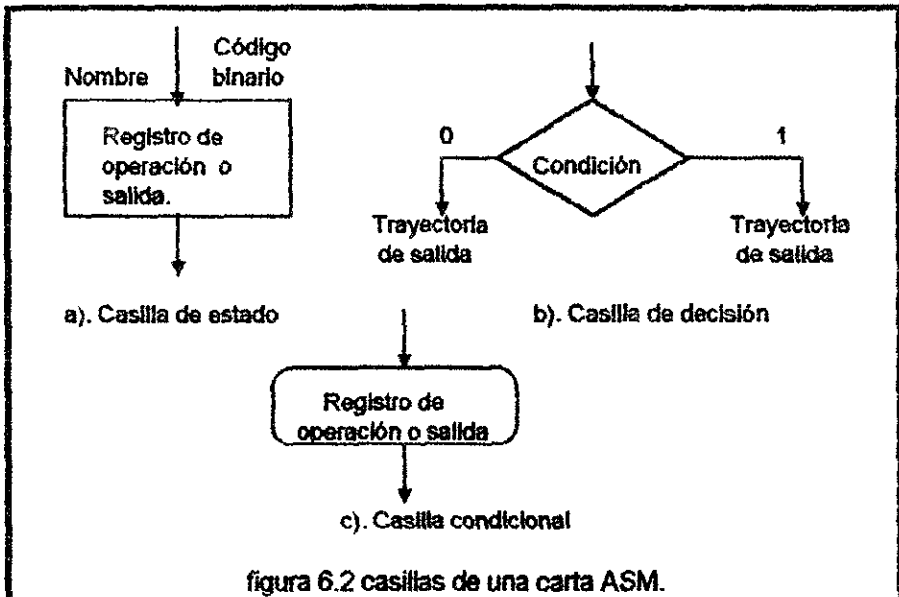 Código
Nombre binario
Registro de
operación o
salida.
a). Casilla de estado
0 1
Condición
Trayectoria
de salida
Trayectoria
de salida
b). Casilla de decisión
Registro de
operación o salida
c). Casilla condicional
figura 6.2 casillas de una carta ASM.